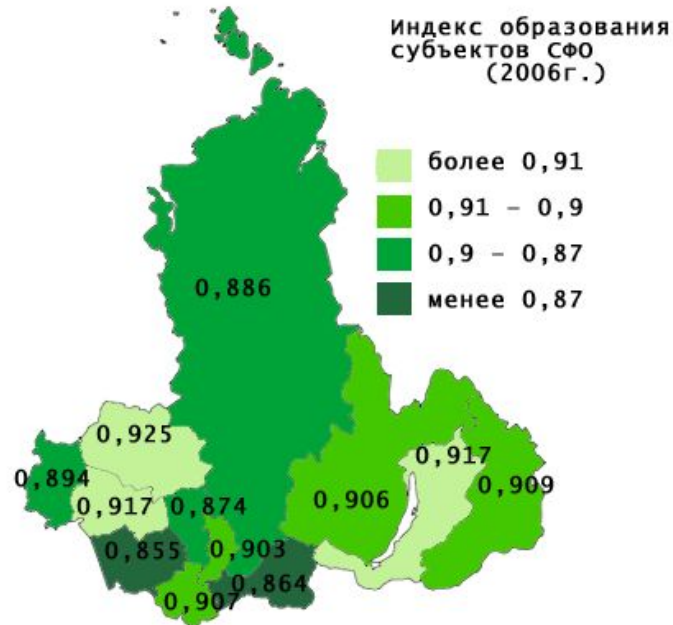 Индекс образования
субъектов СФО
(2006г.)
более 0,91
0,91 – 0,9
0,9 – 0,87
менее 0,87
0,886
0,925
0,917
0,894
0,906
0,909
0,917
0,874
0,855
0,903
0,864
0,907